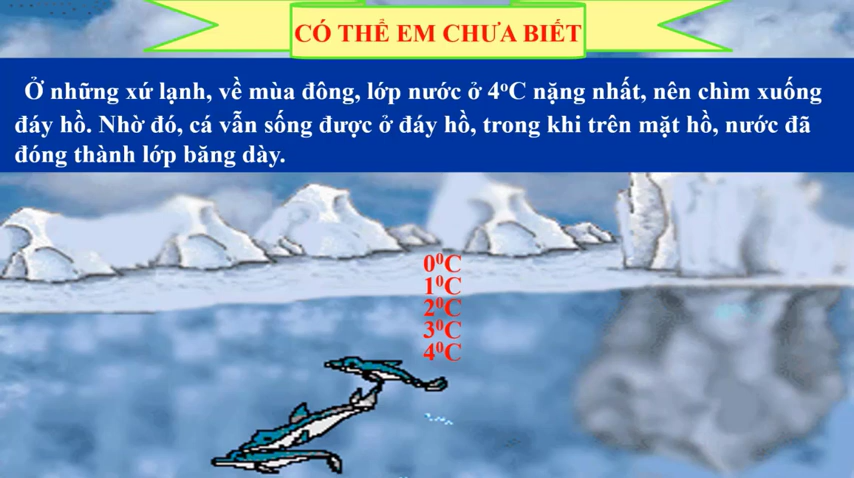 CÓ THỂ EM CHƯA BIẾT
Ở những xứ lạnh, về mùa đông, lớp nước ở 4⁰C nặng nhất, nên chìm xuống
đáy hồ. Nhờ đó, cá vẫn sống được ở đáy hồ, trong khi trên mặt hồ, nước đã
đóng thành lớp băng dày.
0⁰C
1⁰C
2⁰C
3⁰C
4⁰C